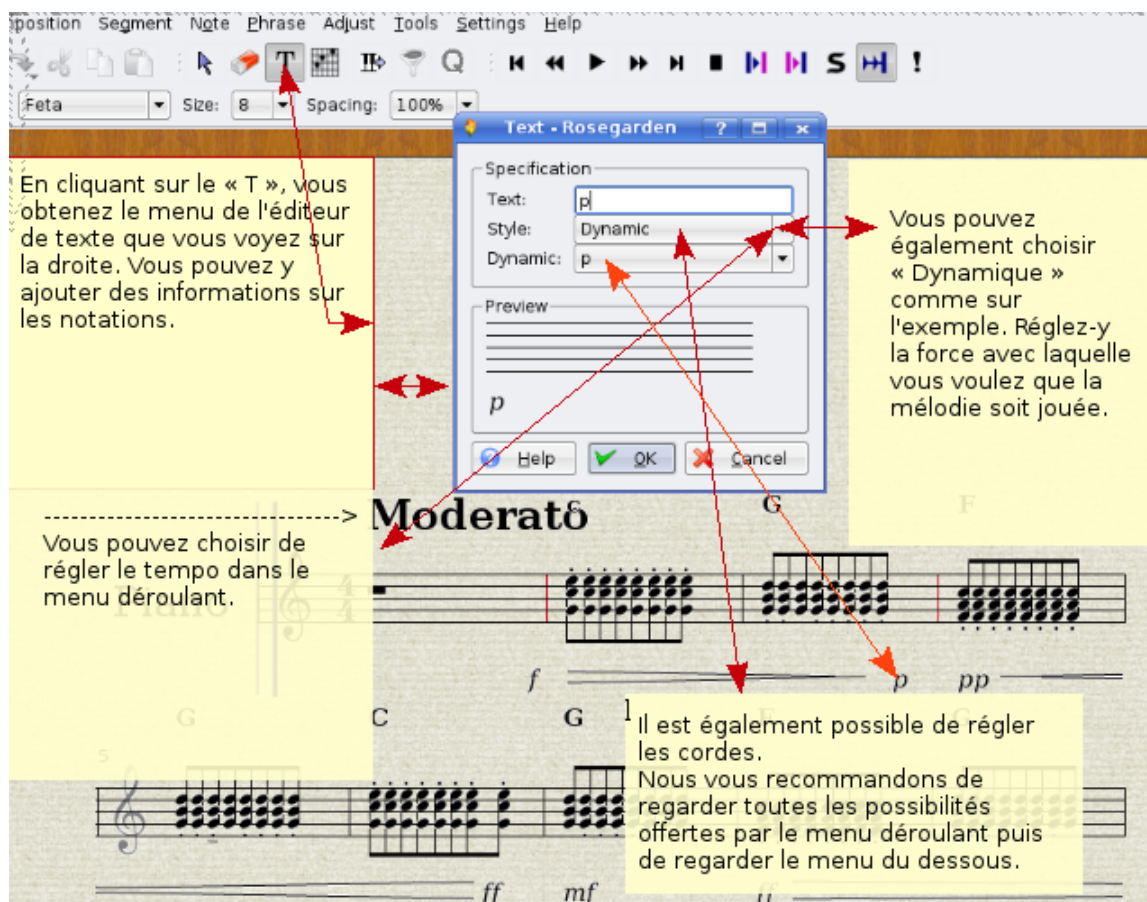 position Segment Note Phrase Adjust Tools Settings Help
T Q S !
Feta Size: 8 Spacing: 100%
Text - Rosegarden ?
Specification
Text: p
Style: Dynamic
Dynamic: p
Preview
p
Help OK Cancel
En cliquant sur le « T », vous
obtenez le menu de l'éditeur
de texte que vous voyez sur
la droite. Vous pouvez y
ajouter des informations sur
les notations.
Vous pouvez
également choisir
« Dynamique »
comme sur
l'exemple. Réglez-y
la force avec laquelle
vous voulez que la
mélodie soit jouée.
------------------------------>
Vous pouvez choisir de
régler le tempo dans le
menu déroulant.
Moderato
C G F
Piano 4 4
f p pp
G C G F G
5
Il est également possible de régler
les cordes.
Nous vous recommandons de
regarder toutes les possibilités
offertes par le menu déroulant puis
de regarder le menu du dessous.
ff mf ff